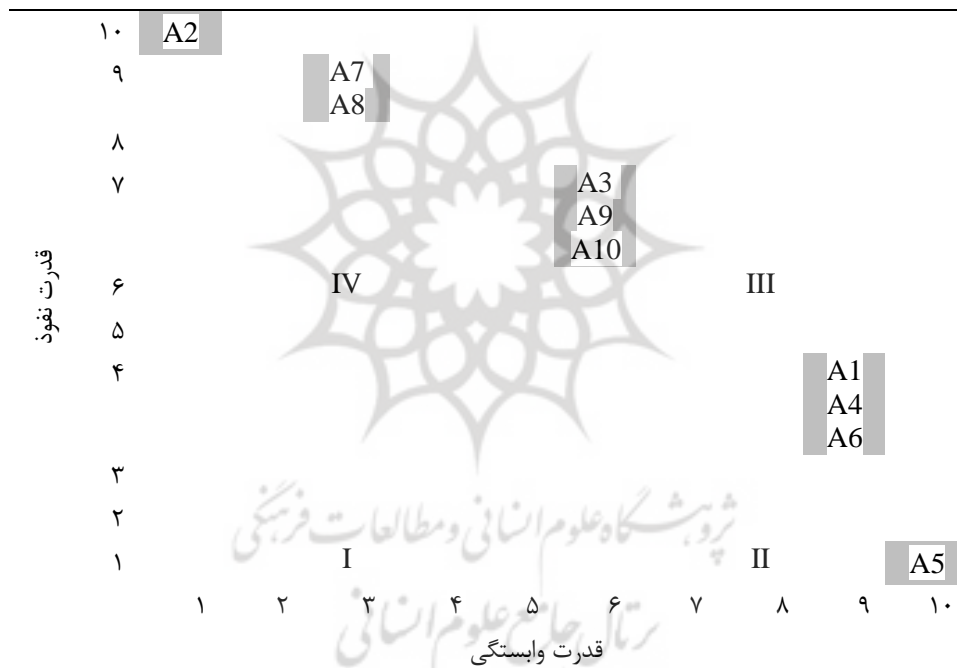 ۱۰ A2
۹ A7
A8
۸
۷ A3
A9
A10
قدرت نفوذ
۶ IV III
۵
۴ A1
A4
A6
۳
پژوهشگاه علوم انسانی و مطالعات فرهنگی
۲
۱ I II A5
۱ ۲ ۳ ۴ ۵ ۶ ۷ ۸ ۹ ۱۰
پرتال جامع علوم انسانی
قدرت وابستگی